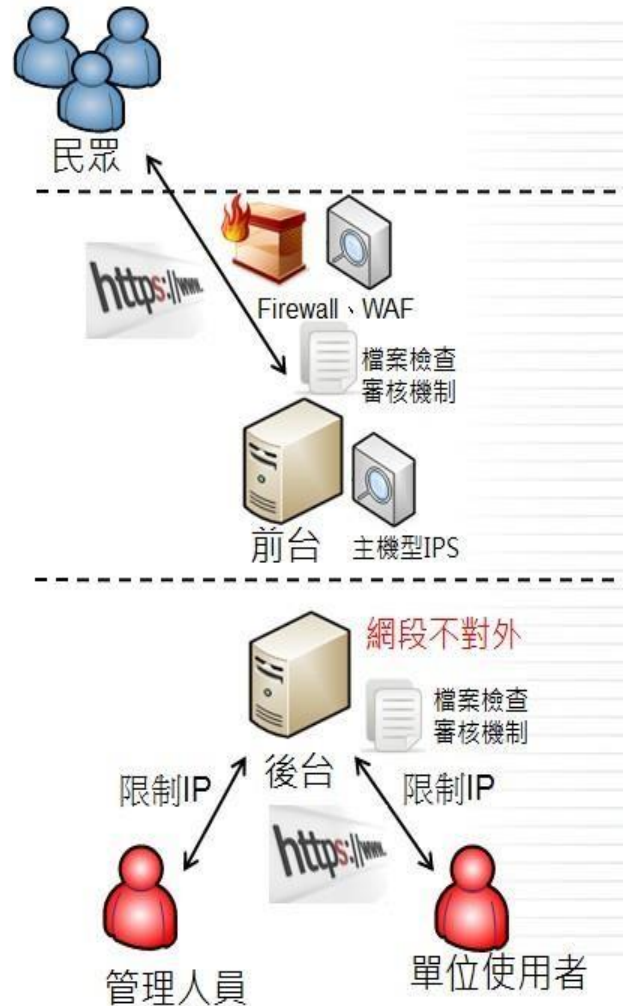 民眾
https://www.
Firewall、WAF
檔案檢查
審核機制
前台
主機型IPS
網段不對外
檔案檢查
審核機制
後台
限制IP
限制IP
https://www.
管理人員
單位使用者